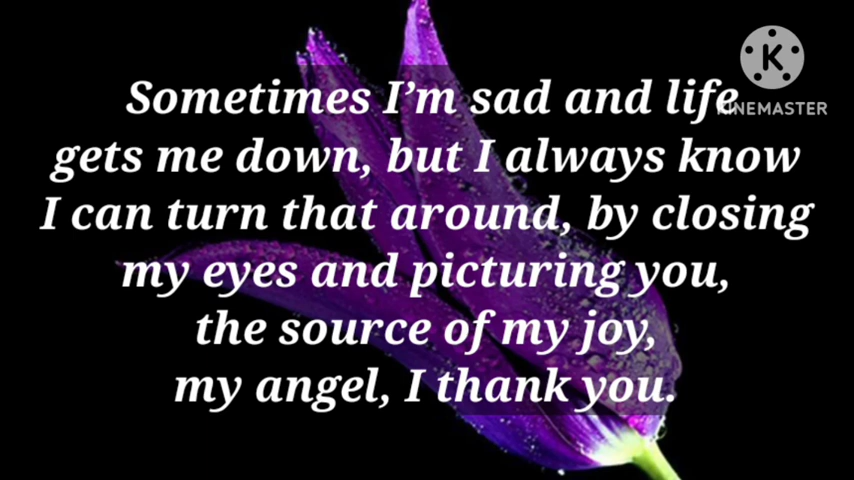 Sometimes I'm sad and life
gets me down, but I always know
I can turn that around, by closing
my eyes and picturing you,
the source of my joy,
my angel, I thank you.
K
KINEMASTER